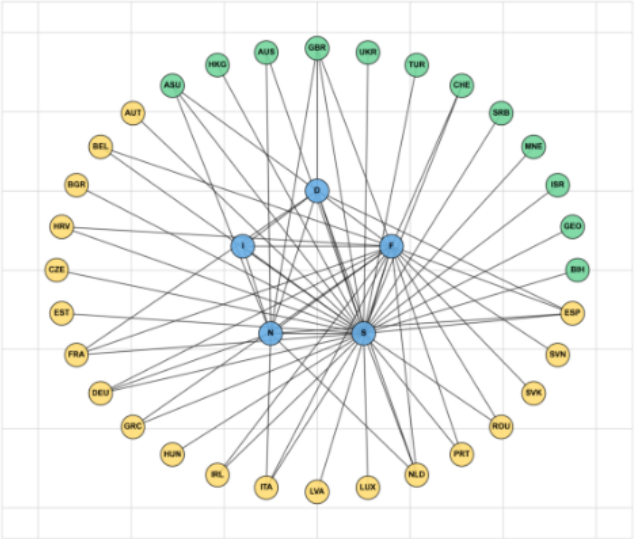 GBR
AUS
UKR
HKG
TUR
ASU
CHE
AUT
SRB
BEL
MNE
BGR
D
ISR
HRV
GEO
I
F
CZE
BIH
EST
ESP
N
S
FRA
SVN
DEU
SVK
GRC
ROU
HUN
PRT
IRL
NLD
ITA
LUX
LVA